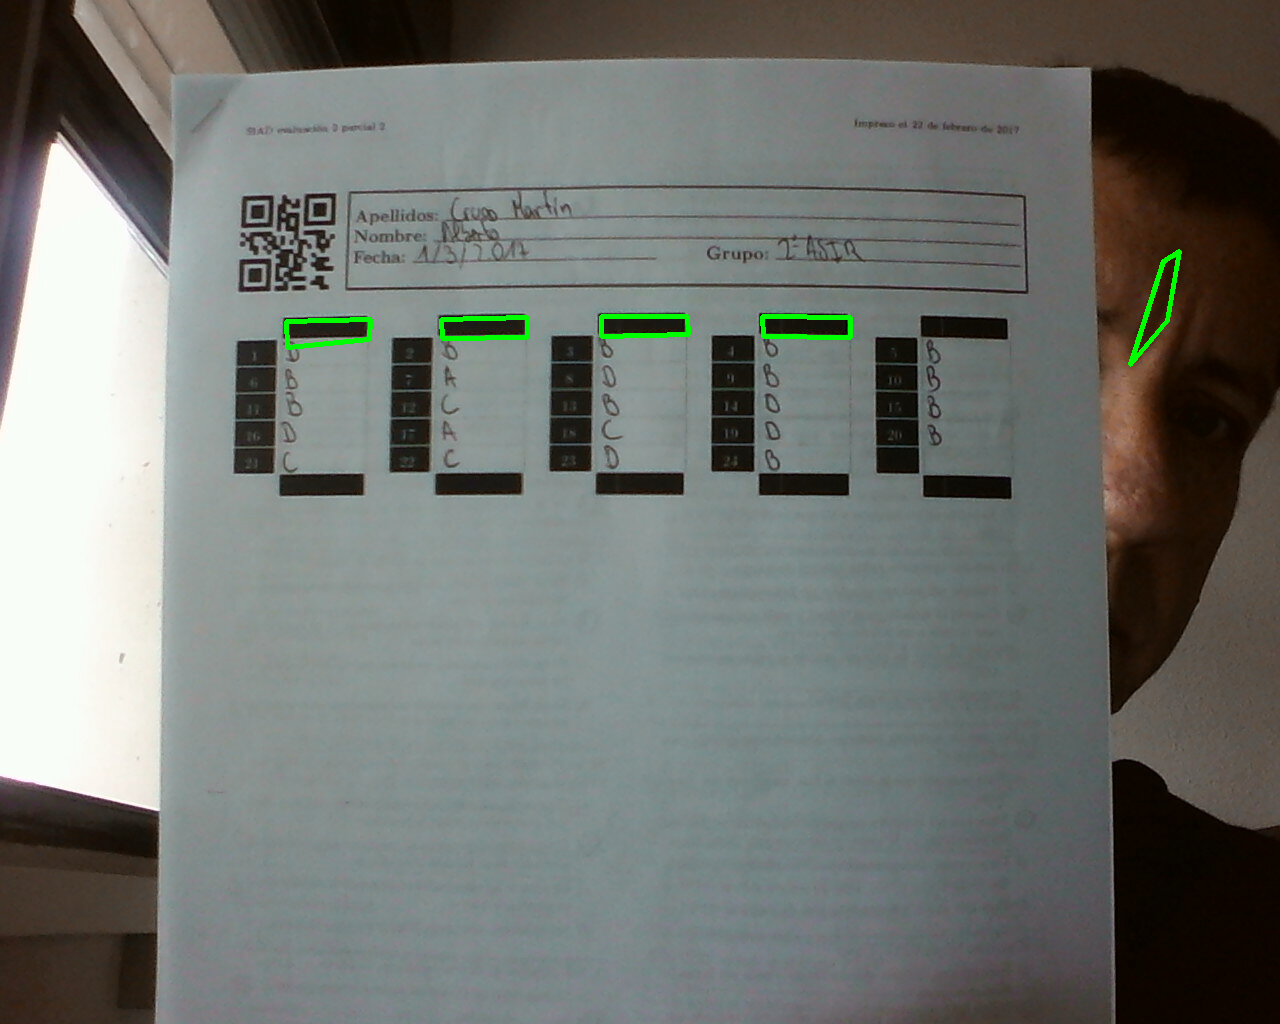 SIAD evaluación 2 parcial 2 Impreso el 22 de febrero de 2017
Apellidos: Crespo Martín
Nombre: Alberto
Fecha: 1/3/2017 Grupo: 2º ASIR
1 2 B 3 B 4 B 5 B
6 B 7 A 8 D 9 B 10 B
11 B 12 C 13 B 14 D 15 B
16 D 17 A 18 C 19 D 20 B
21 C 22 C 23 D 24 B